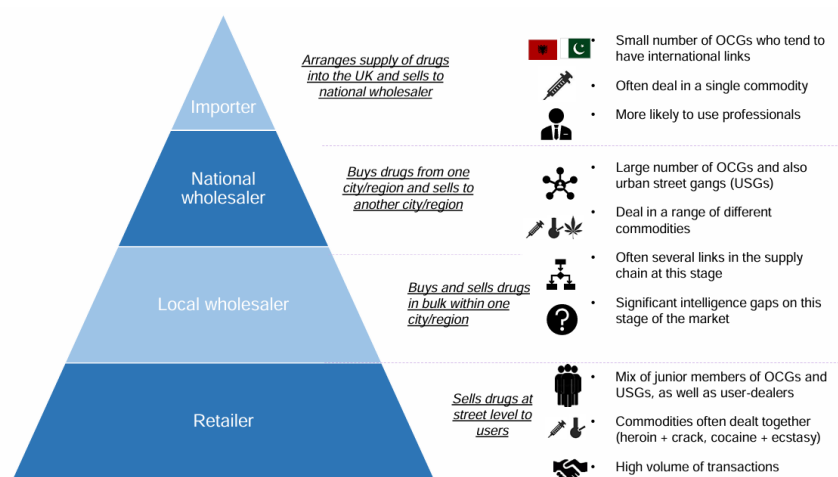 Importer
Arranges supply of drugs
into the UK and sells to
national wholesaler
• Small number of OCGs who tend to
have international links
• Often deal in a single commodity
• More likely to use professionals
National
wholesaler
Buys drugs from one
city/region and sells to
another city/region
• Large number of OCGs and also
urban street gangs (USGs)
• Deal in a range of different
commodities
Local wholesaler
Buys and sells drugs
in bulk within one
city/region
• Often several links in the supply
chain at this stage
• Significant intelligence gaps on this
stage of the market
?
Retailer
Sells drugs at
street level to
users
• Mix of junior members of OCGs and
USGs, as well as user-dealers
• Commodities often dealt together
(heroin + crack, cocaine + ecstasy)
• High volume of transactions